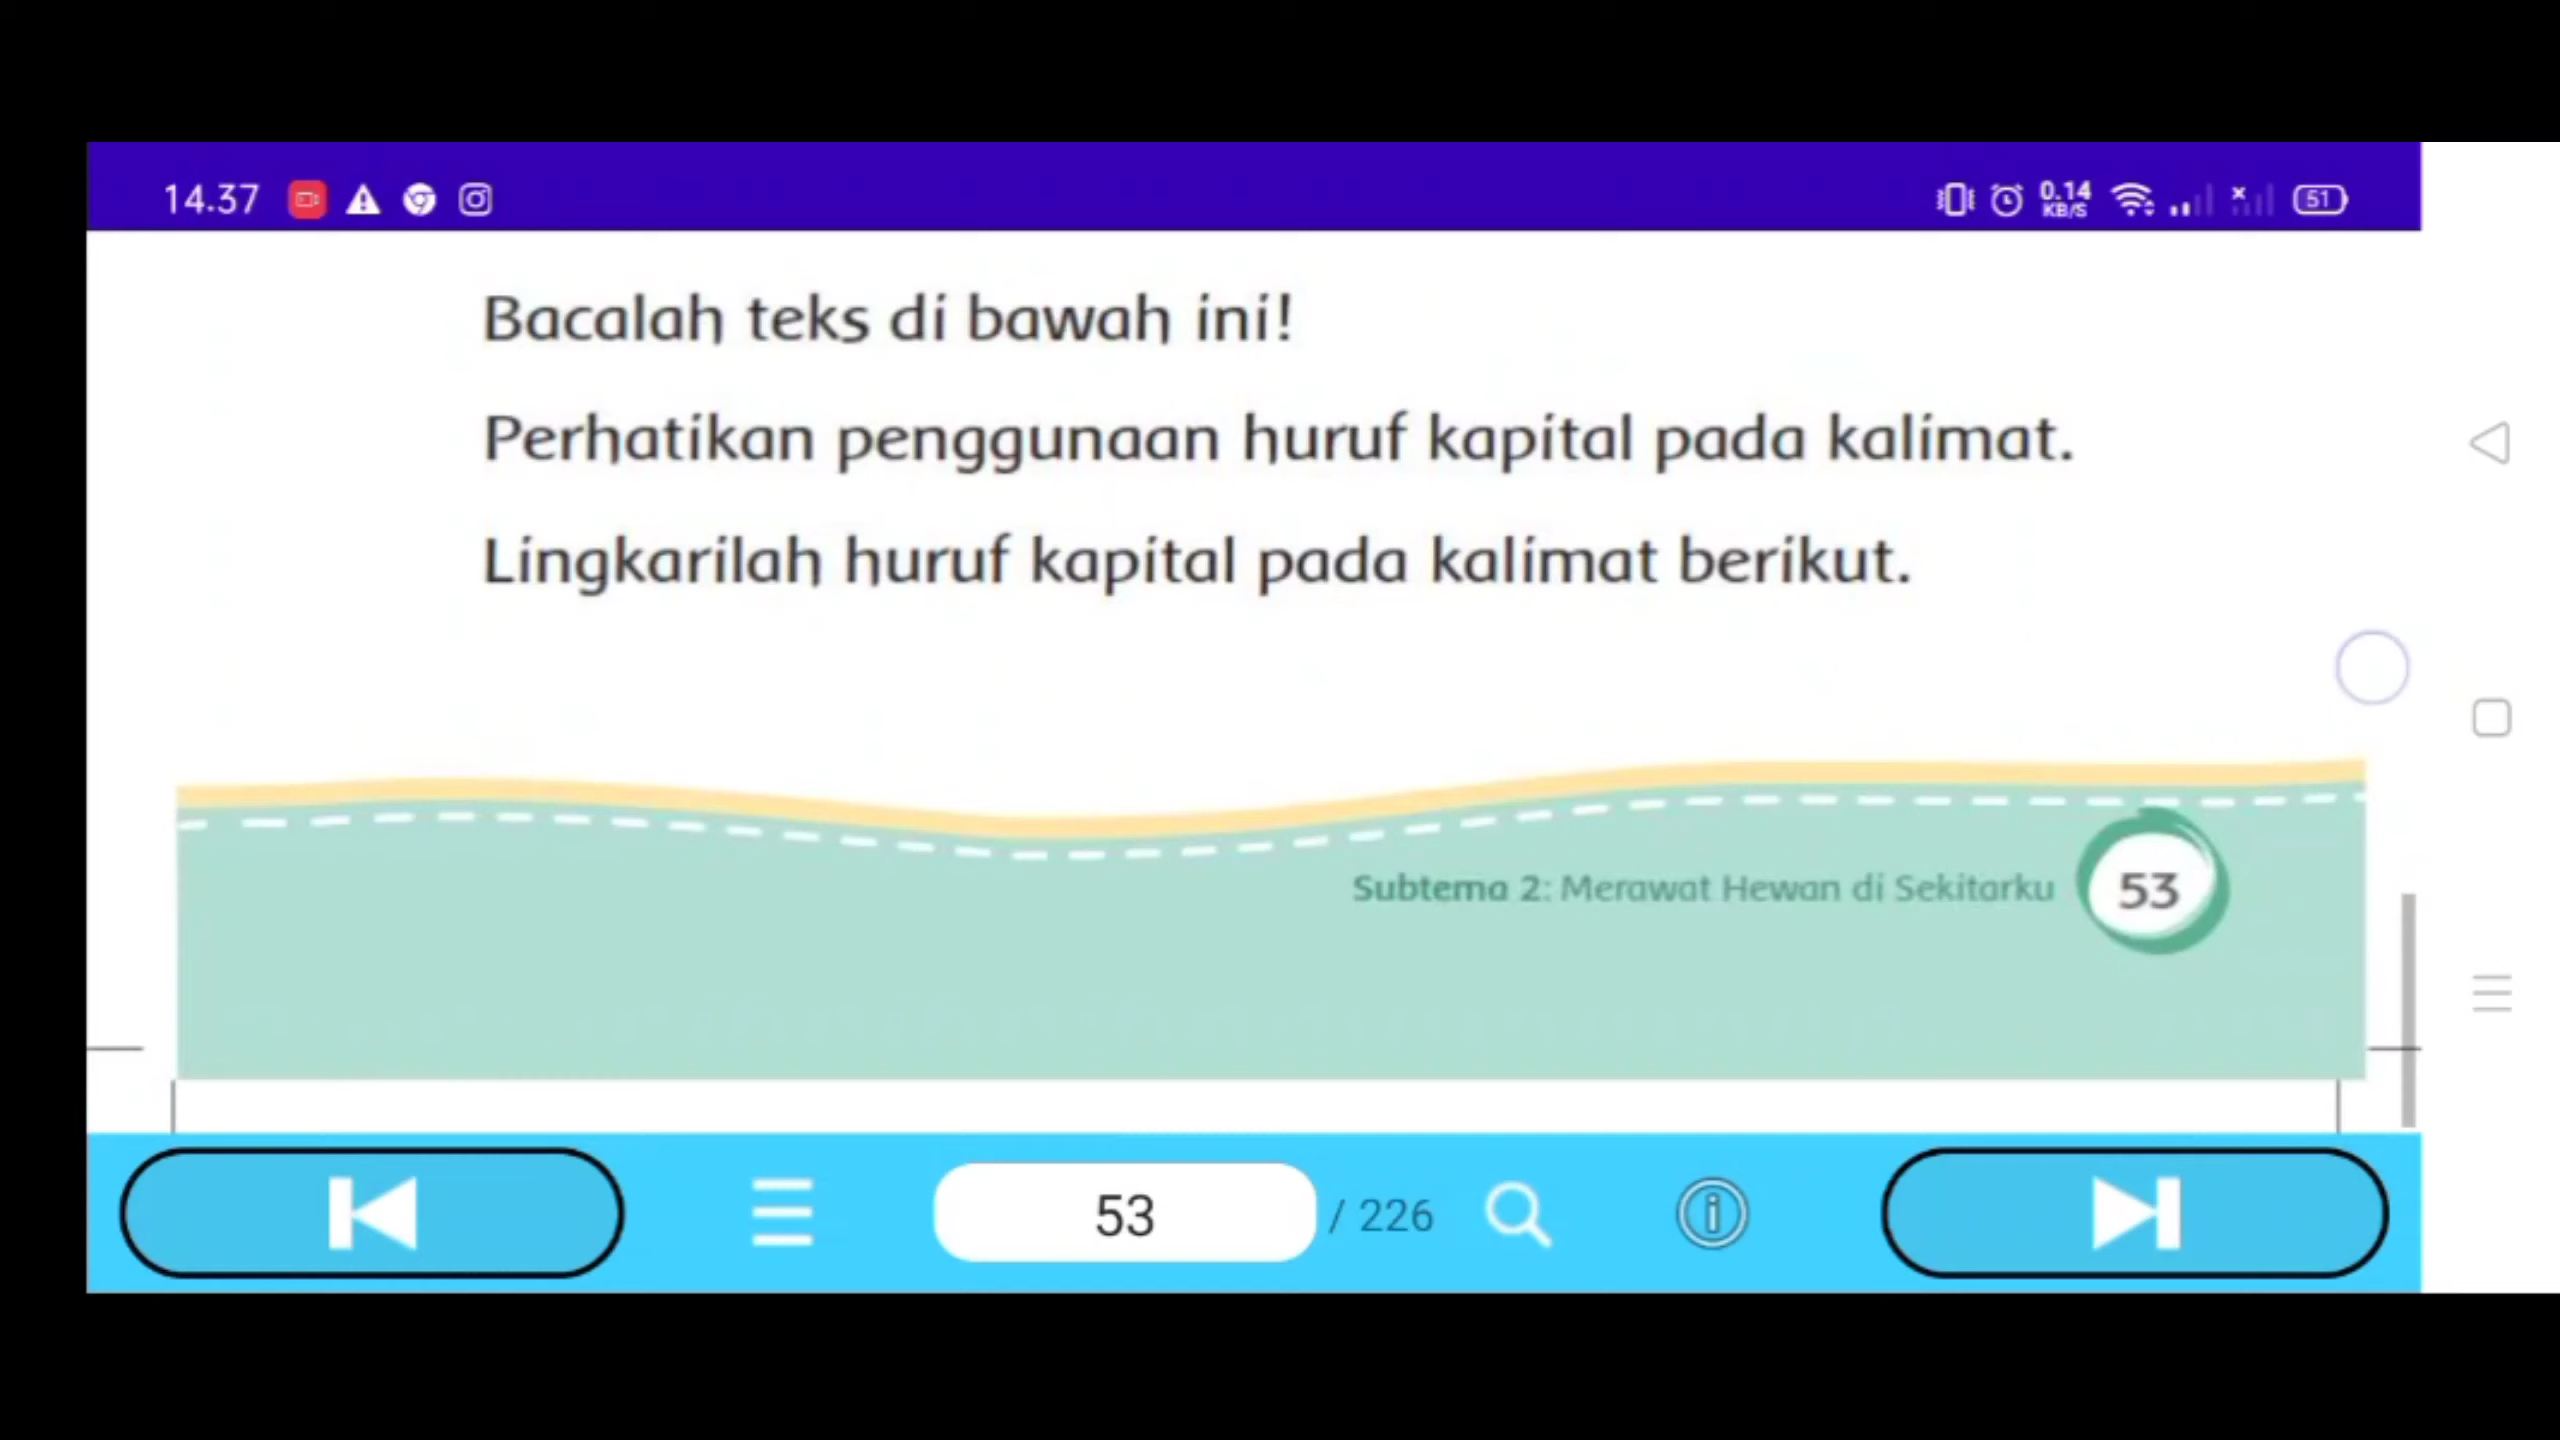 14.37
0.14
KB/S
51
Bacalah teks di bawah ini!
Perhatikan penggunaan huruf kapital pada kalimat.
Lingkarilah huruf kapital pada kalimat berikut.
Subtema 2: Merawat Hewan di Sekitarku
53
53 / 226